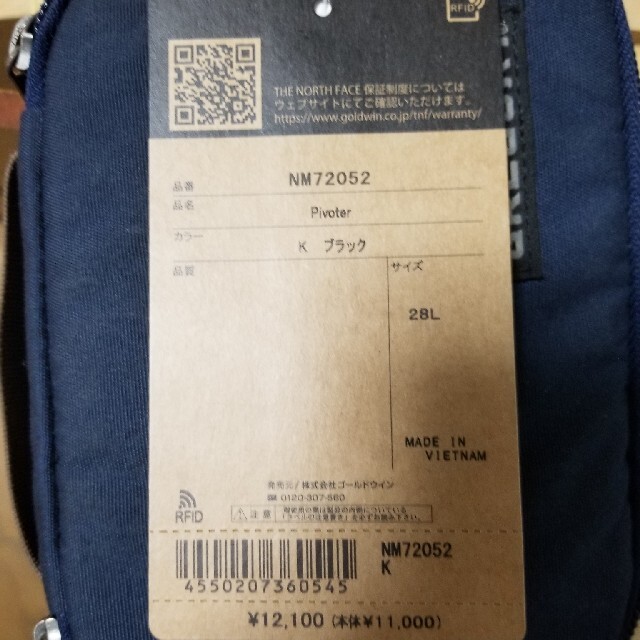 RFID
THE NORTH FACE 保証制度については
ウェブサイトにてご確認いただけます。
https://www.goldwin.co.jp/tnf/warranty/
品番 NM72052
品名 Pivoter
カラー K ブラック
品質 サイズ
28L
MADE IN
VIETNAM
発売元/株式会社ゴールドウイン
0120-307-560
RFID
注意
NM72052
K
4550207360545
¥12,100 (本体¥11,000)